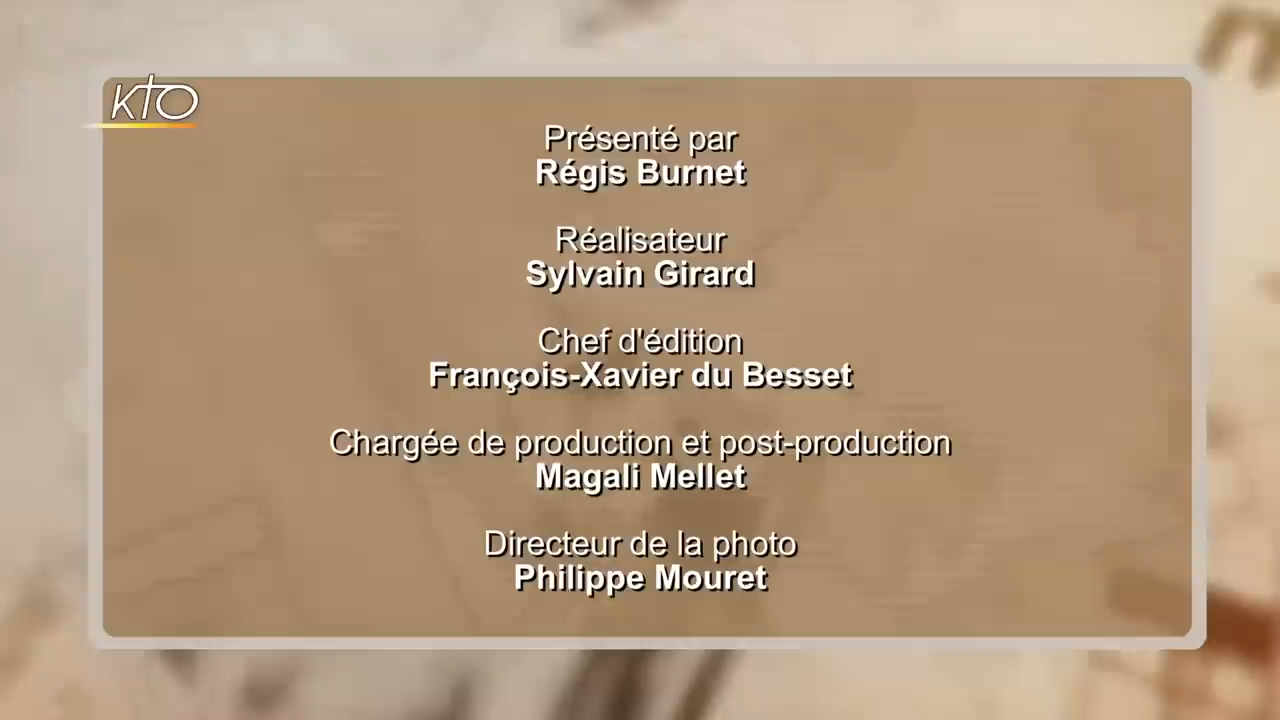 KTO
Présenté par
Régis Burnet
Réalisateur
Sylvain Girard
Chef d'édition
François-Xavier du Besset
Chargée de production et post-production
Magali Mellet
Directeur de la photo
Philippe Mouret